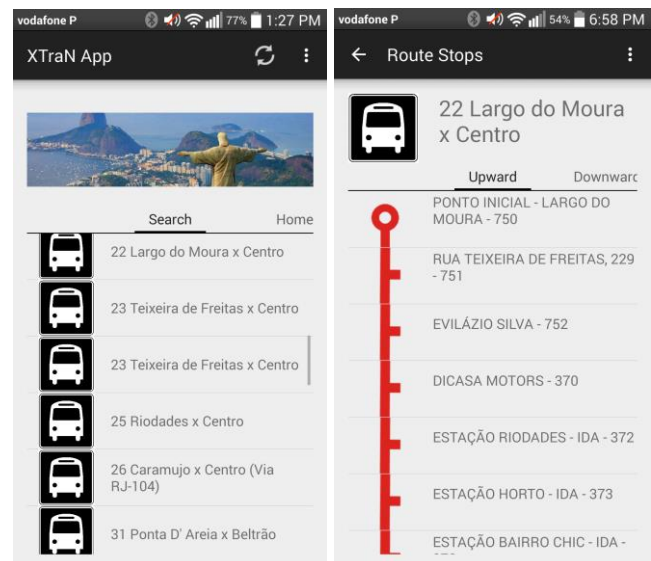 vodafone P 77% 1:27 PM
XTraN App
Search Home
22 Largo do Moura x Centro
23 Teixeira de Freitas x Centro
23 Teixeira de Freitas x Centro
25 Riodades x Centro
26 Caramujo x Centro (Via
RJ-104)
31 Ponta D' Areia x Beltrão
vodafone P 54% 6:58 PM
Route Stops
22 Largo do Moura
x Centro
Upward Downward
PONTO INICIAL - LARGO DO
MOURA - 750
RUA TEIXEIRA DE FREITAS, 229
- 751
EVILÁZIO SILVA - 752
DICASA MOTORS - 370
ESTAÇÃO RIODADES - IDA - 372
ESTAÇÃO HORTO - IDA - 373
ESTAÇÃO BAIRRO CHIC - IDA -